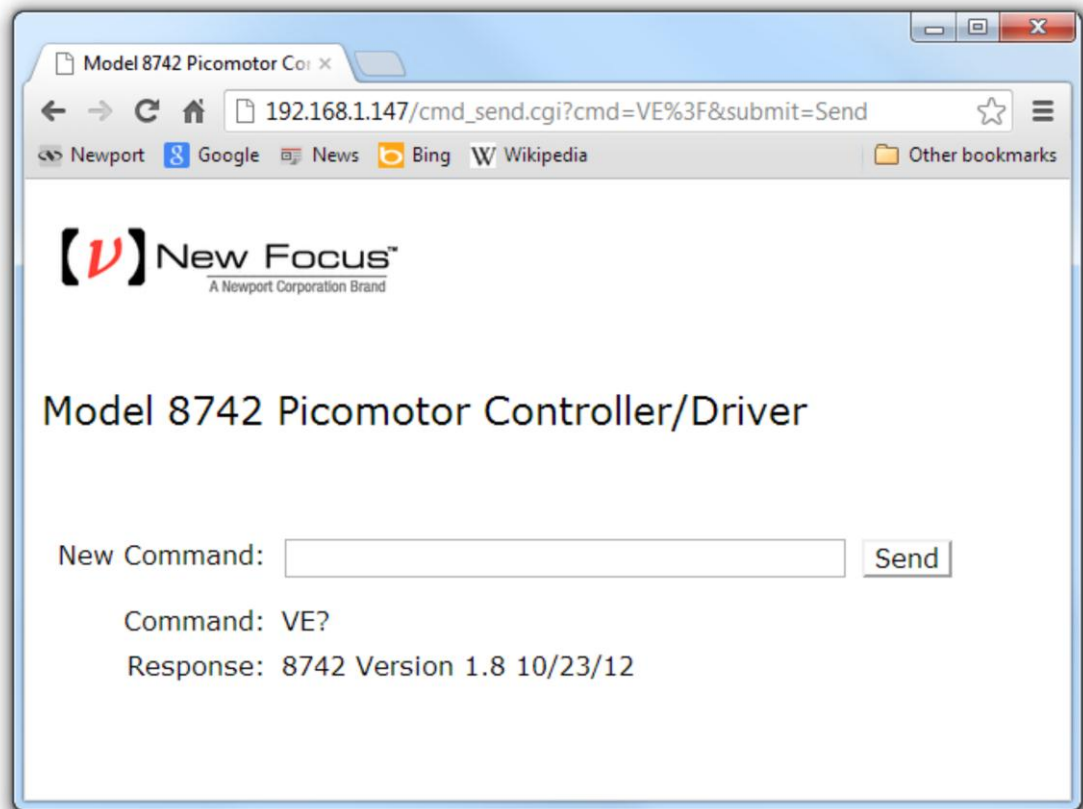 Model 8742 Picomotor Co
192.168.1.147/cmd_send.cgi?cmd=VE%3F&submit=Send
Newport Google News Bing Wikipedia Other bookmarks
(ν) New Focus™
A Newport Corporation Brand
Model 8742 Picomotor Controller/Driver
New Command: Send
Command: VE?
Response: 8742 Version 1.8 10/23/12